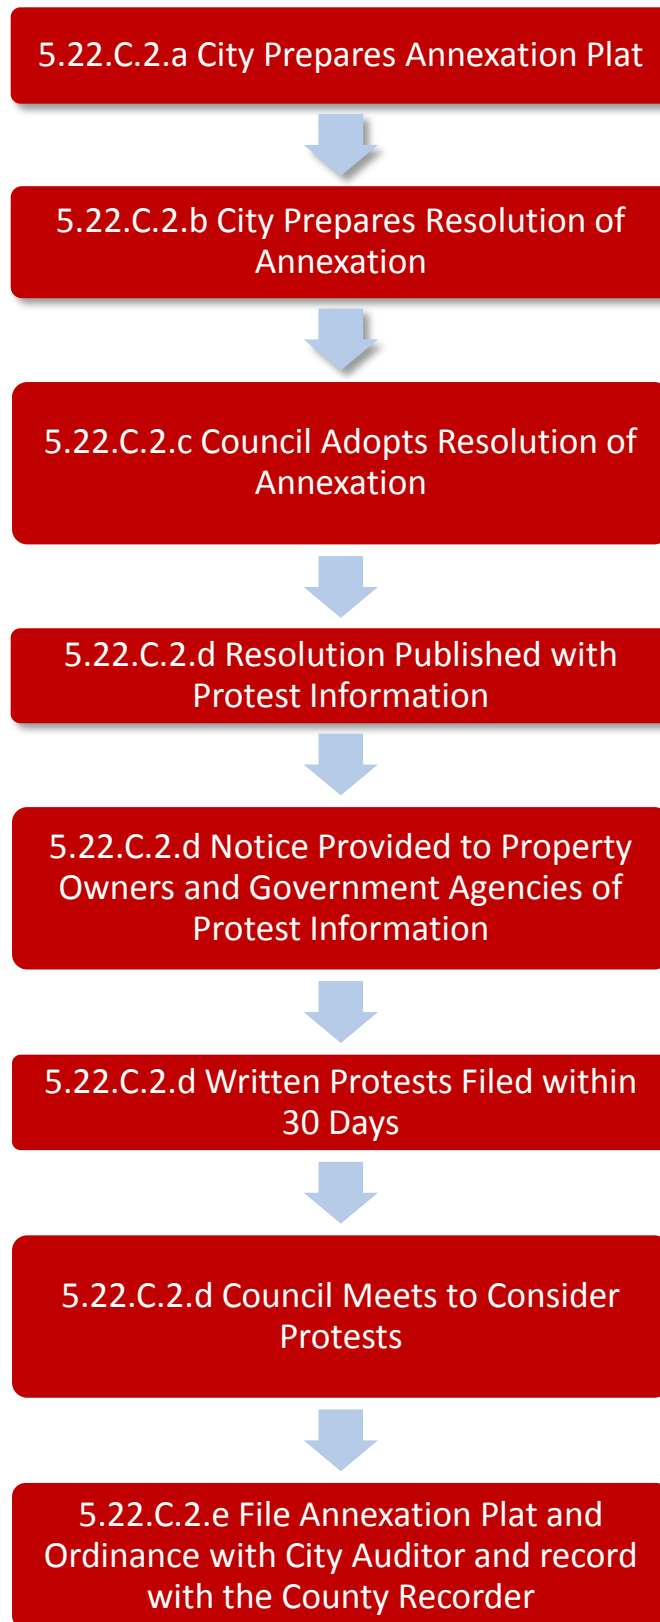 5.22.C.2.a City Prepares Annexation Plat
5.22.C.2.b City Prepares Resolution of
Annexation
5.22.C.2.c Council Adopts Resolution of
Annexation
5.22.C.2.d Resolution Published with
Protest Information
5.22.C.2.d Notice Provided to Property
Owners and Government Agencies of
Protest Information
5.22.C.2.d Written Protests Filed within
30 Days
5.22.C.2.d Council Meets to Consider
Protests
5.22.C.2.e File Annexation Plat and
Ordinance with City Auditor and record
with the County Recorder